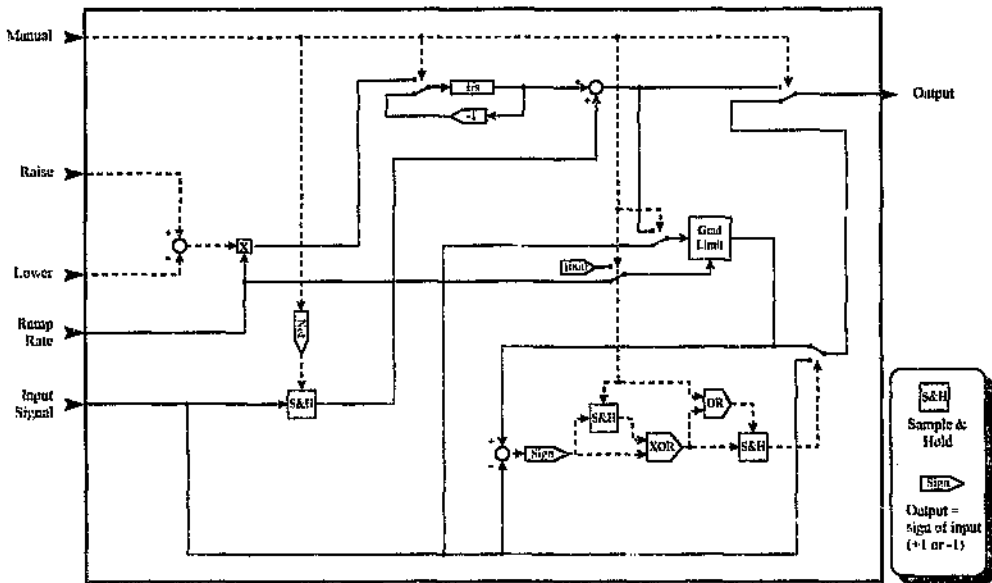 Manual
1/s
-1
Output
Raise
+
+
+
-
X
Grad
Limit
Lower
Ramp
Rate
Not
Input
Signal
S&H
S&H
OR
XOR
S&H
+
-
Sign
S&H
Sample &
Hold
Sign
Output =
sign of input
(+1 or -1)